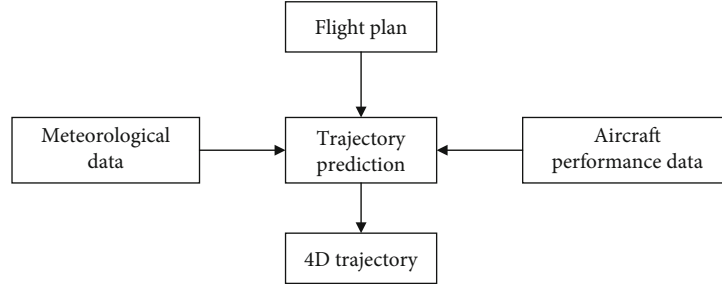 Flight plan
Meteorological
data
Trajectory
prediction
Aircraft
performance data
4D trajectory